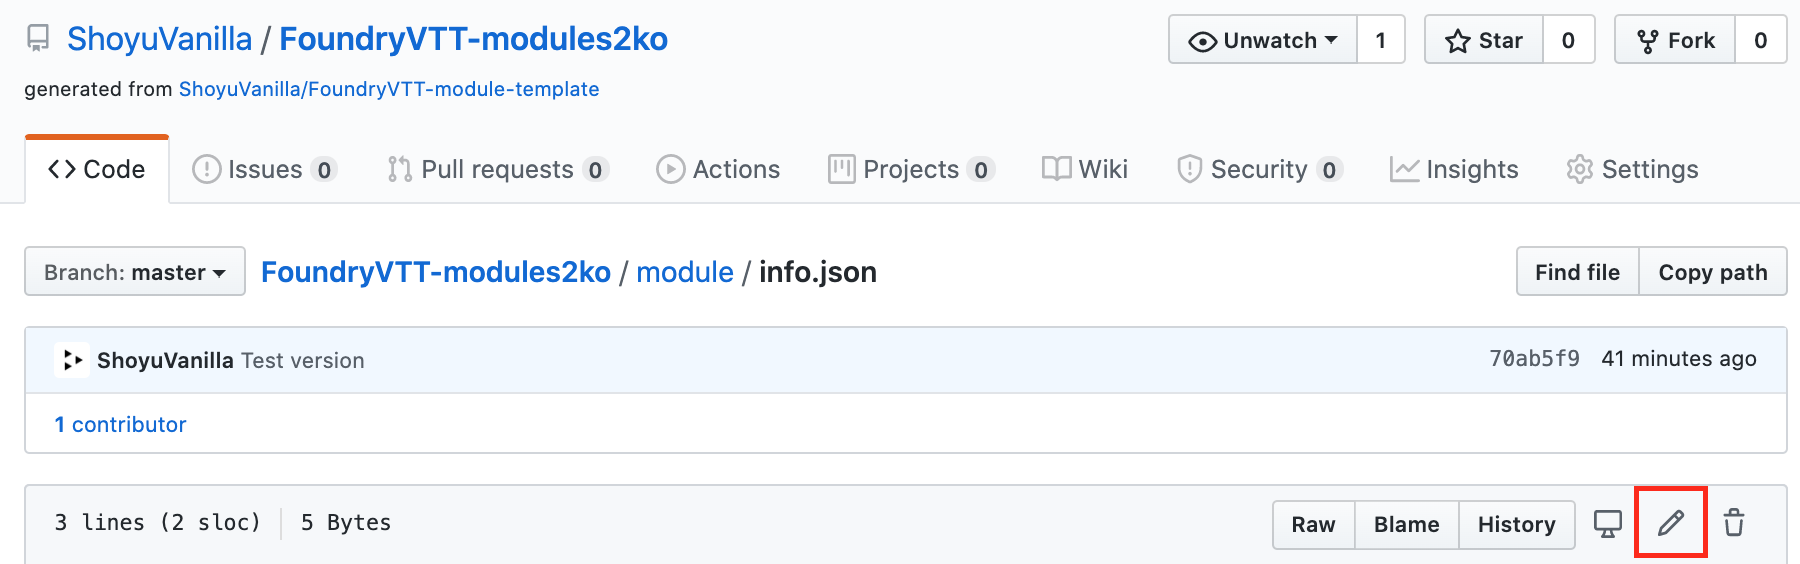 ShoyuVanilla / FoundryVTT-modules2ko Unwatch 1 Star 0 Fork 0
generated from ShoyuVanilla/FoundryVTT-module-template
Code Issues 0 Pull requests 0 Actions Projects 0 Wiki Security 0 Insights Settings
Branch: master FoundryVTT-modules2ko / module / info.json Find file Copy path
ShoyuVanilla Test version 70ab5f9 41 minutes ago
1 contributor
3 lines (2 sloc) 5 Bytes Raw Blame History